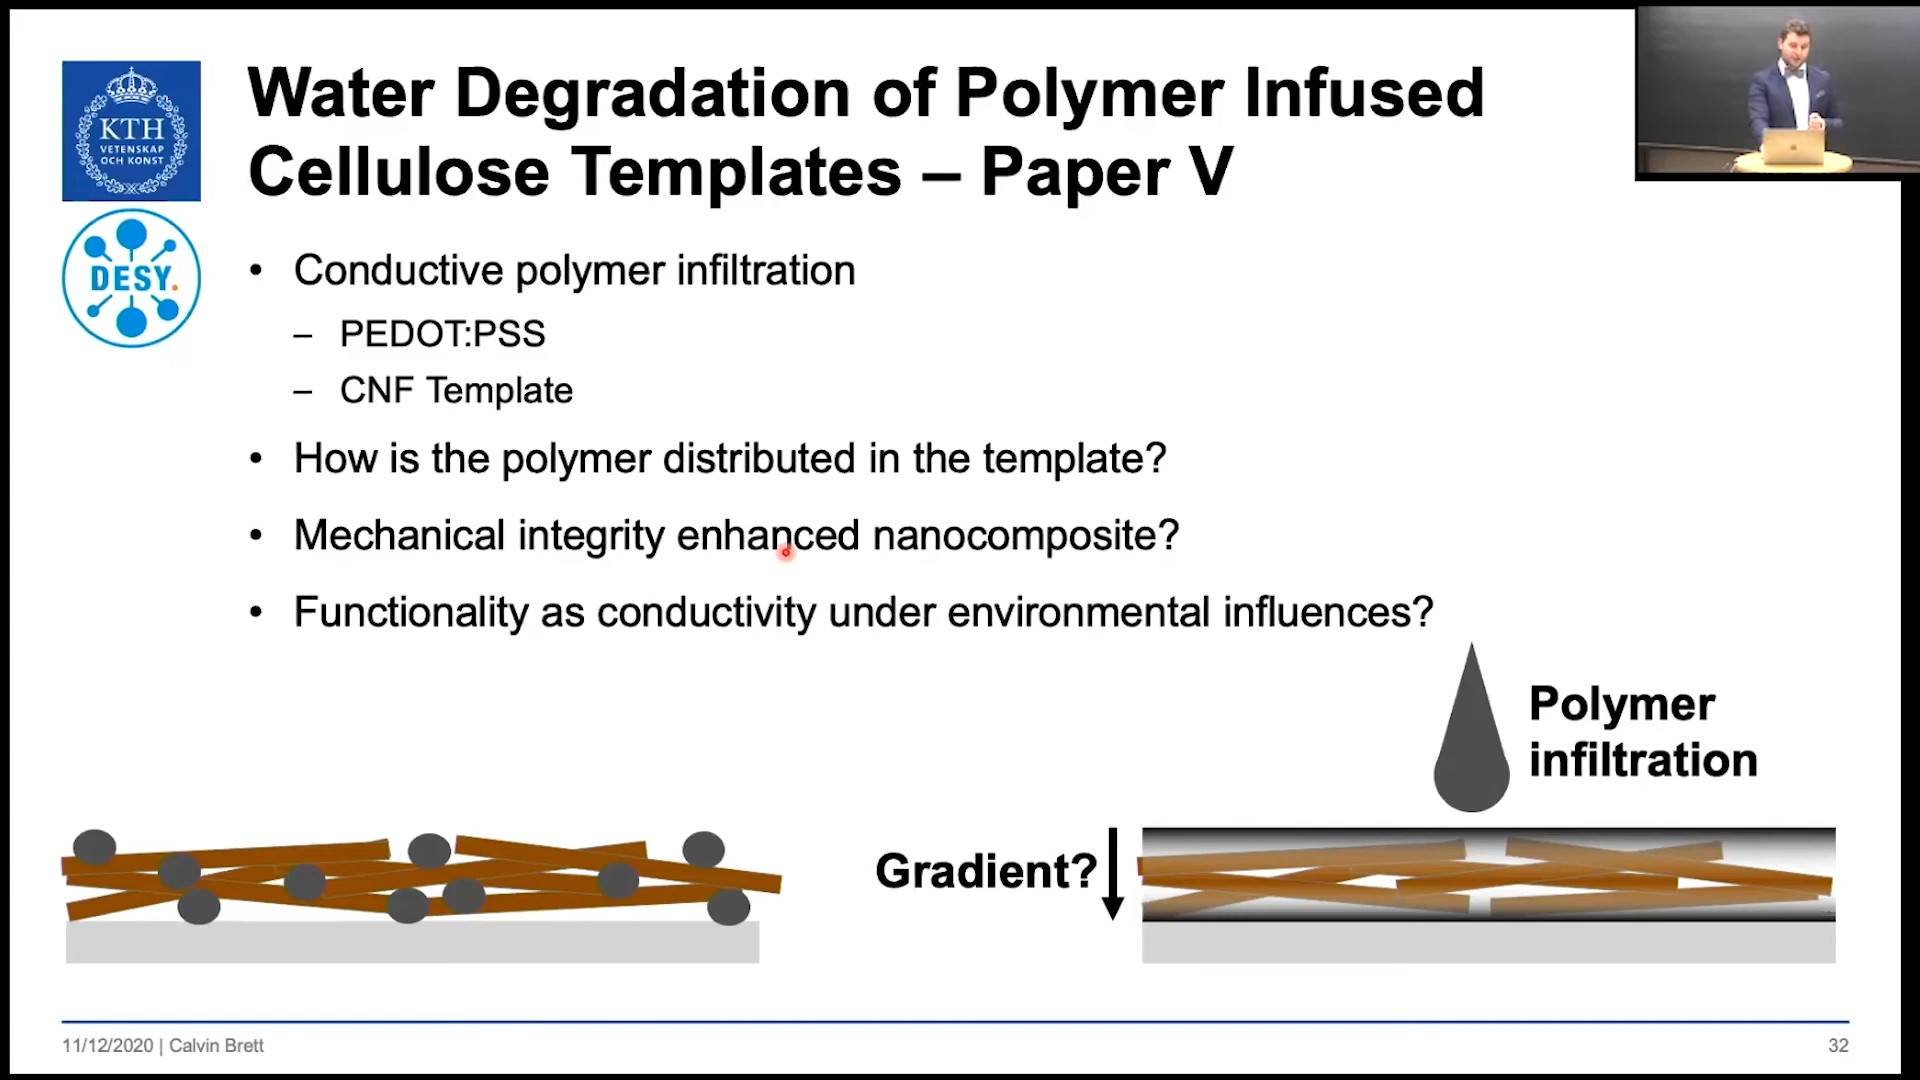 Water Degradation of Polymer Infused
Cellulose Templates – Paper V
KTH
VETENSKAP
OCH KONST
DESY.
• Conductive polymer infiltration
– PEDOT:PSS
– CNF Template
• How is the polymer distributed in the template?
• Mechanical integrity enhanced nanocomposite?
• Functionality as conductivity under environmental influences?
Polymer
infiltration
Gradient?
11/12/2020 | Calvin Brett
32